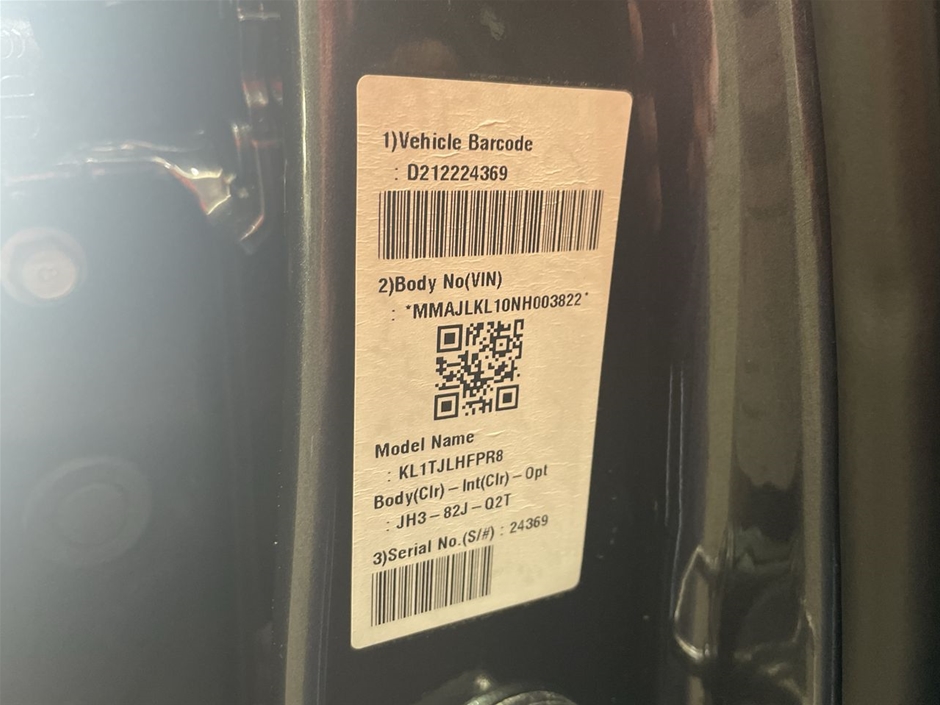 1)Vehicle Barcode
: D212224369
2)Body No(VIN)
: *MMAJLKL10NH003822*
Model Name
: KL1TJLHFPR8
Body(Clr)－Int(Clr)－Opt
: JH3－82J－Q2T
3)Serial No.(S/#) : 24369